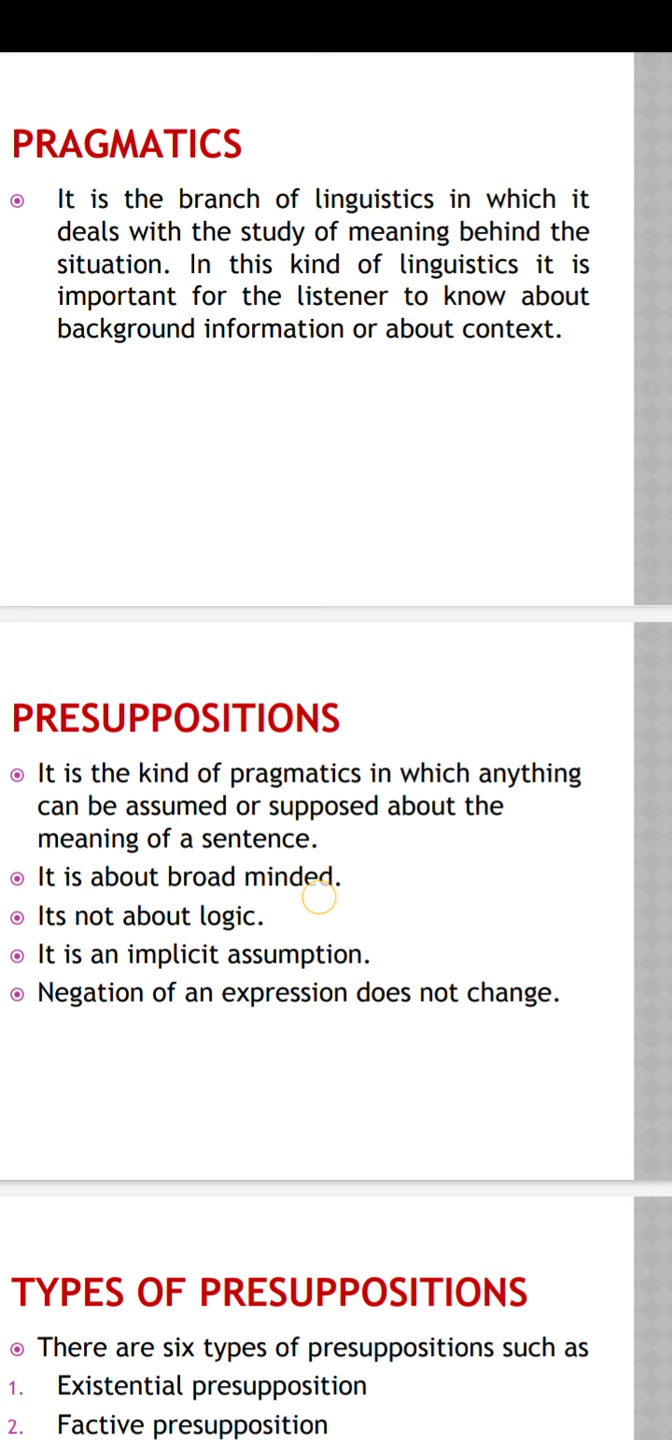 PRAGMATICS
It is the branch of linguistics in which it
deals with the study of meaning behind the
situation. In this kind of linguistics it is
important for the listener to know about
background information or about context.
PRESUPPOSITIONS
It is the kind of pragmatics in which anything
can be assumed or supposed about the
meaning of a sentence.
It is about broad minded.
Its not about logic.
It is an implicit assumption.
Negation of an expression does not change.
TYPES OF PRESUPPOSITIONS
There are six types of presuppositions such as
1. Existential presupposition
2. Factive presupposition